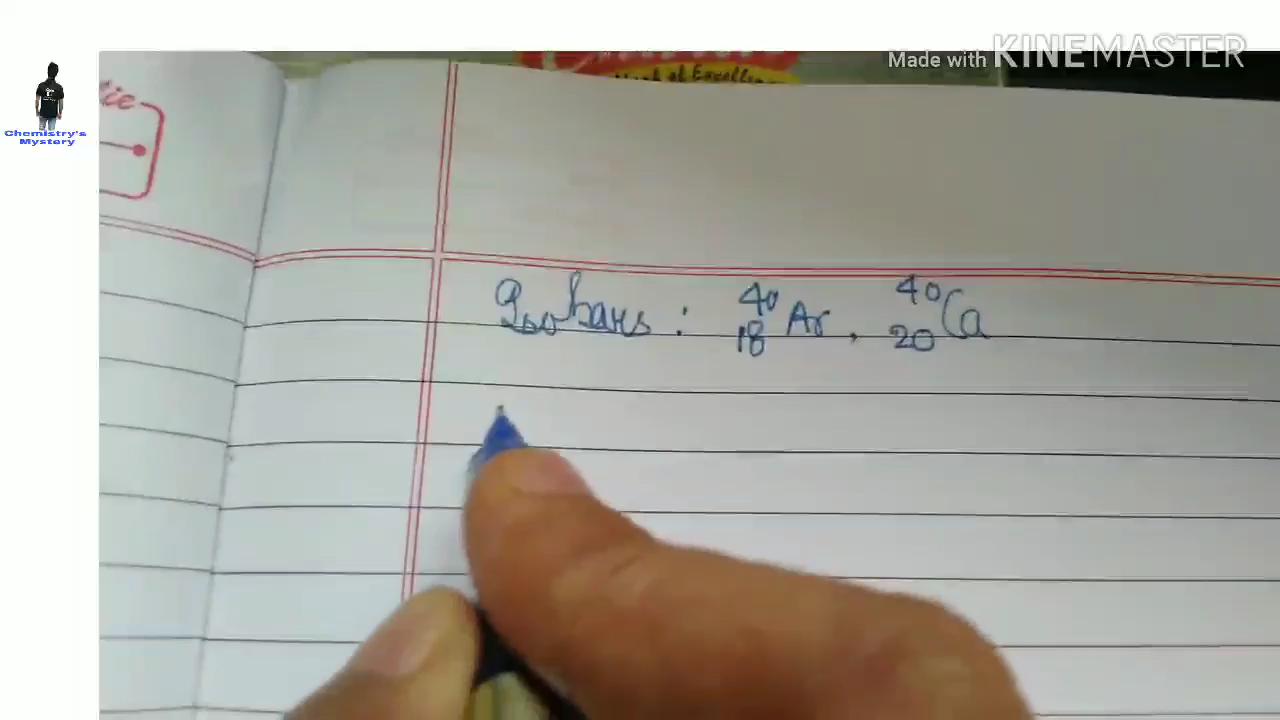 Made with KINEMASTER
Chemistry's
Mystery
Isobars : ⁴⁰₁₈Ar, ⁴⁰₂₀Ca